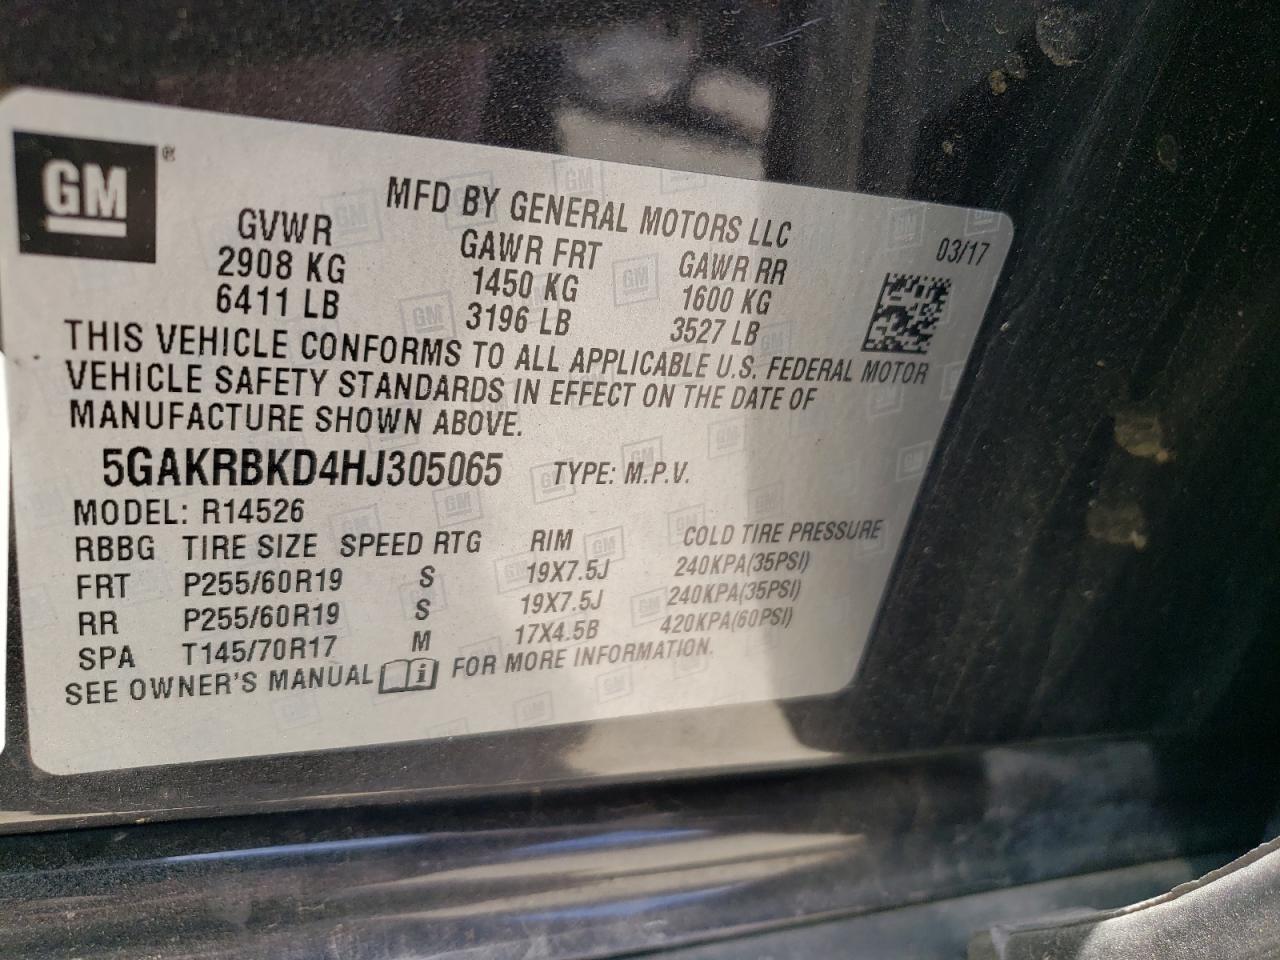 GM®
MFD BY GENERAL MOTORS LLC
03/17
GVWR GAWR FRT GAWR RR
2908 KG 1450 KG 1600 KG
6411 LB 3196 LB 3527 LB
THIS VEHICLE CONFORMS TO ALL APPLICABLE U.S. FEDERAL MOTOR
VEHICLE SAFETY STANDARDS IN EFFECT ON THE DATE OF
MANUFACTURE SHOWN ABOVE.
5GAKRBKD4HJ305065 TYPE: M.P.V.
MODEL: R14526
RBBG TIRE SIZE SPEED RTG RIM COLD TIRE PRESSURE
FRT P255/60R19 S 19X7.5J 240KPA(35PSI)
RR P255/60R19 S 19X7.5J 240KPA(35PSI)
SPA T145/70R17 M 17X4.5B 420KPA(60PSI)
SEE OWNER'S MANUAL i FOR MORE INFORMATION.